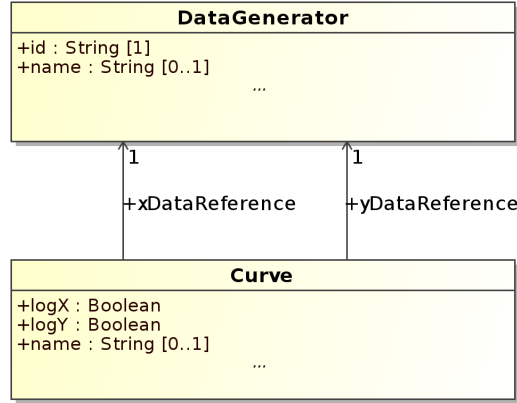 DataGenerator
+id : String [1]
+name : String [0..1]
...
1
1
+xDataReference
+yDataReference
Curve
+logX : Boolean
+logY : Boolean
+name : String [0..1]
...